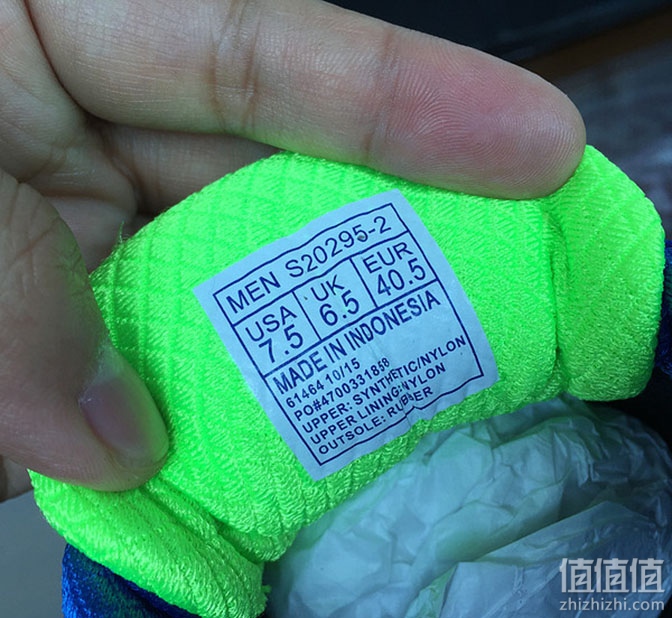 MEN S20295-2
USA UK EUR
7.5 6.5 40.5
MADE IN INDONESIA
61464 10/15
PO#4700331858
UPPER: SYNTHETIC/NYLON
UPPER LINING: NYLON
OUTSOLE: RUBBER
值值值
zhizhizhi.com